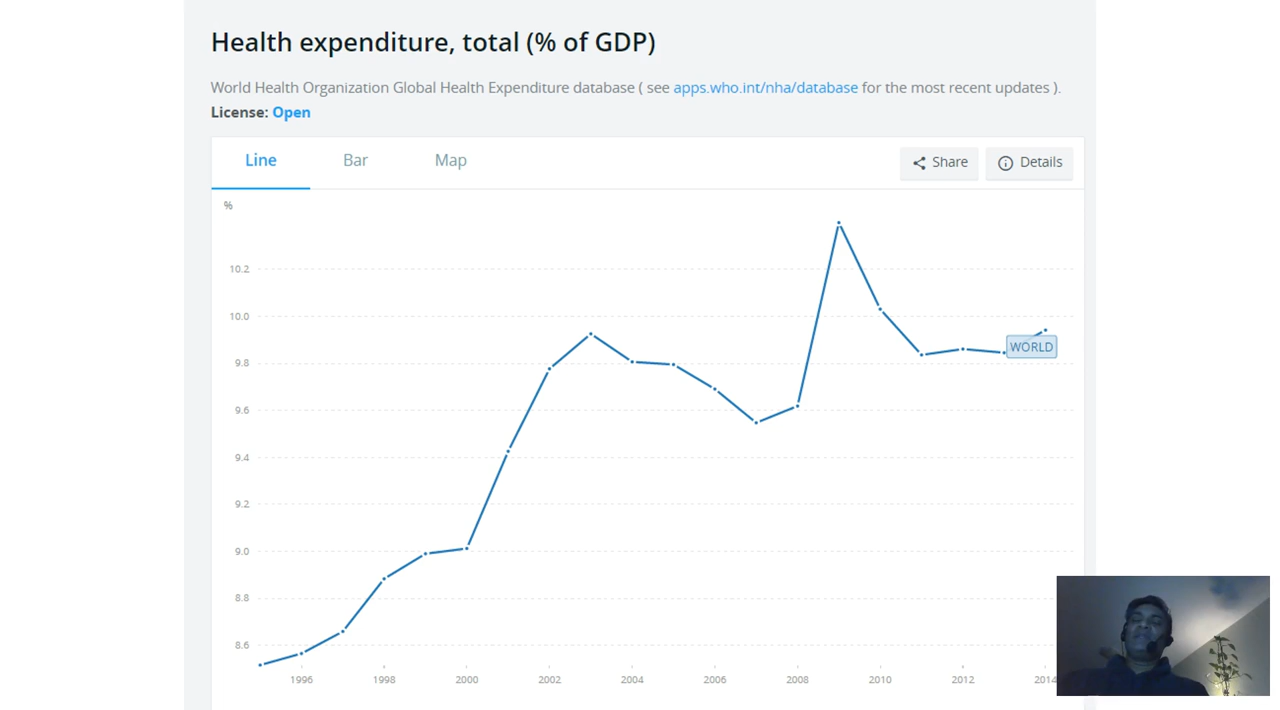 Health expenditure, total (% of GDP)
World Health Organization Global Health Expenditure database ( see apps.who.int/nha/database for the most recent updates ).
License: Open
Line Bar Map Share Details
%
10.2
10.0
9.8
WORLD
9.6
9.4
9.2
9.0
8.8
8.6
1996 1998 2000 2002 2004 2006 2008 2010 2012 2014